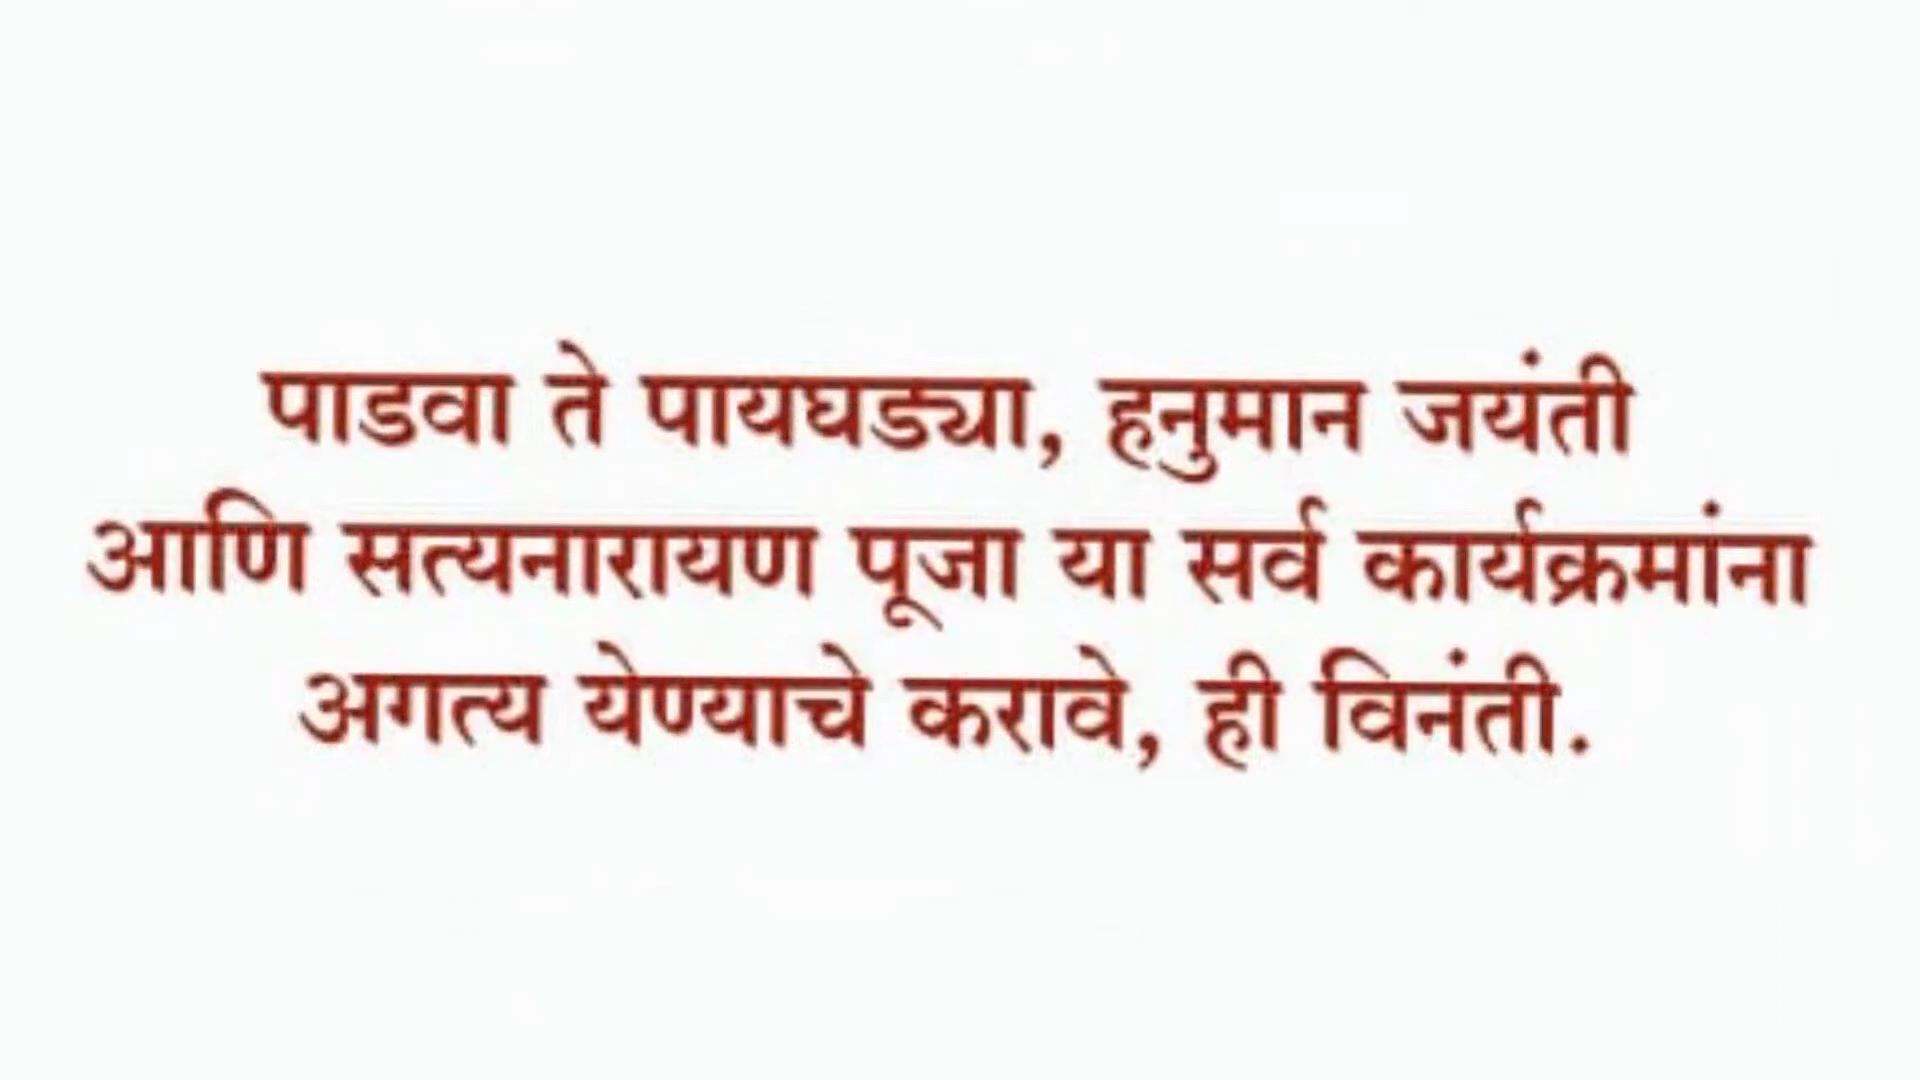 पाडवा ते पायघड्या, हनुमान जयंती
आणि सत्यनारायण पूजा या सर्व कार्यक्रमांना
अगत्य येण्याचे करावे, ही विनंती.